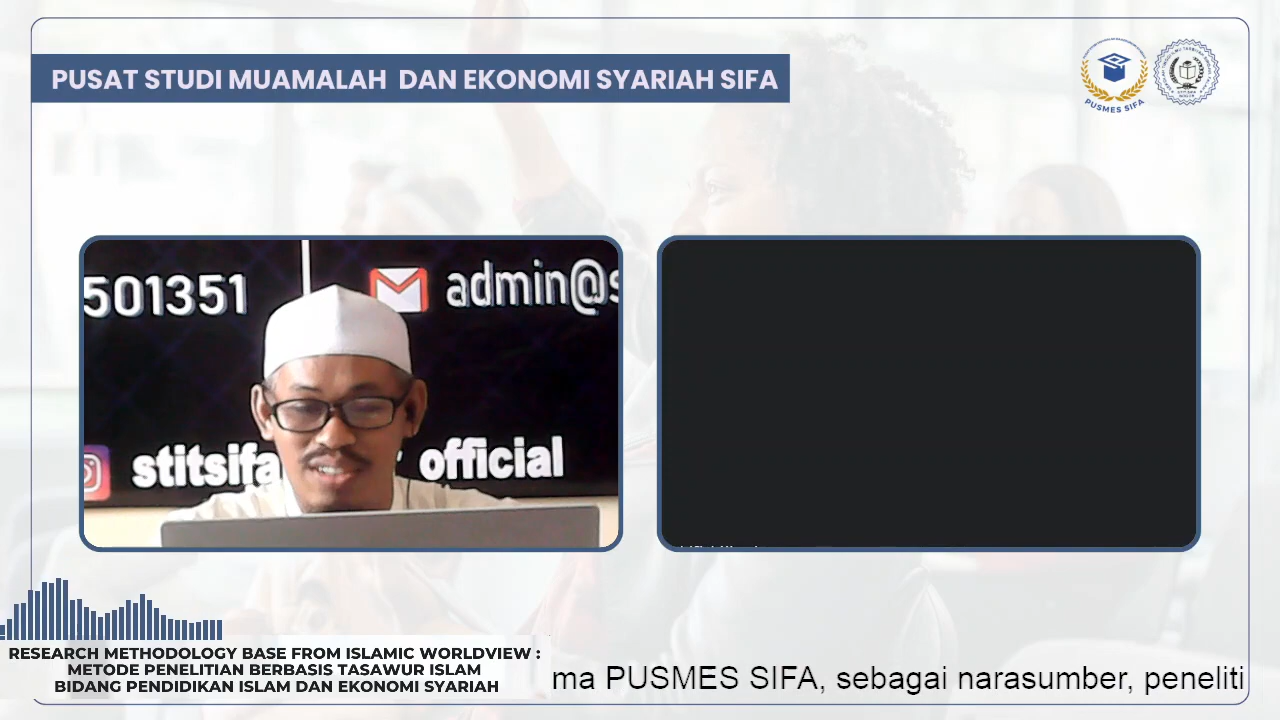 PUSAT STUDI MUAMALAH DAN EKONOMI SYARIAH SIFA
PUSMES SIFA
501351
admin@s
stitsifa
official
RESEARCH METHODOLOGY BASE FROM ISLAMIC WORLDVIEW :
METODE PENELITIAN BERBASIS TASAWUR ISLAM
BIDANG PENDIDIKAN ISLAM DAN EKONOMI SYARIAH
ma PUSMES SIFA, sebagai narasumber, peneliti